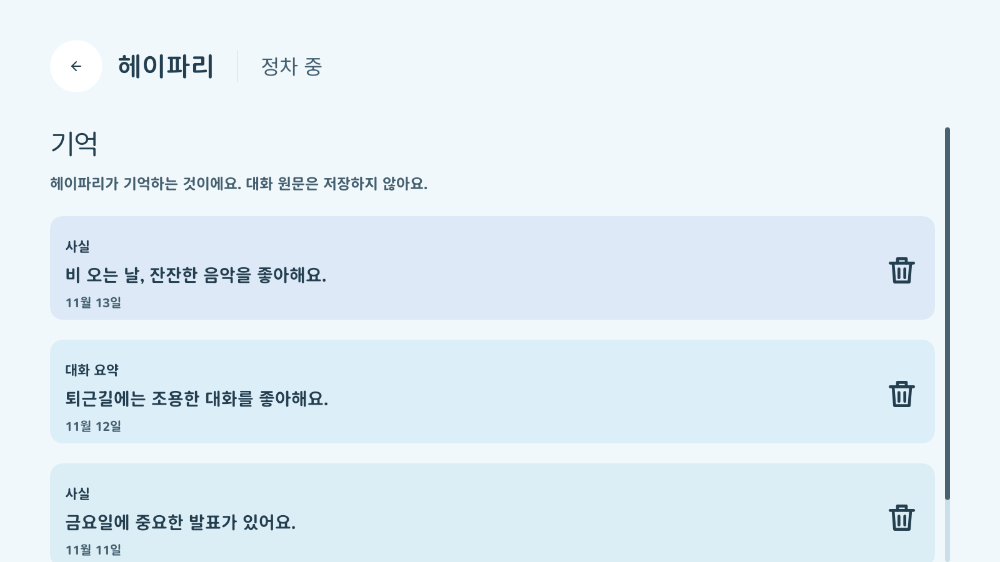 헤이파리
정차 중
기억
헤이파리가 기억하는 것이에요. 대화 원문은 저장하지 않아요.
사실
비 오는 날, 잔잔한 음악을 좋아해요.
11월 13일
대화 요약
퇴근길에는 조용한 대화를 좋아해요.
11월 12일
사실
금요일에 중요한 발표가 있어요.
11월 11일